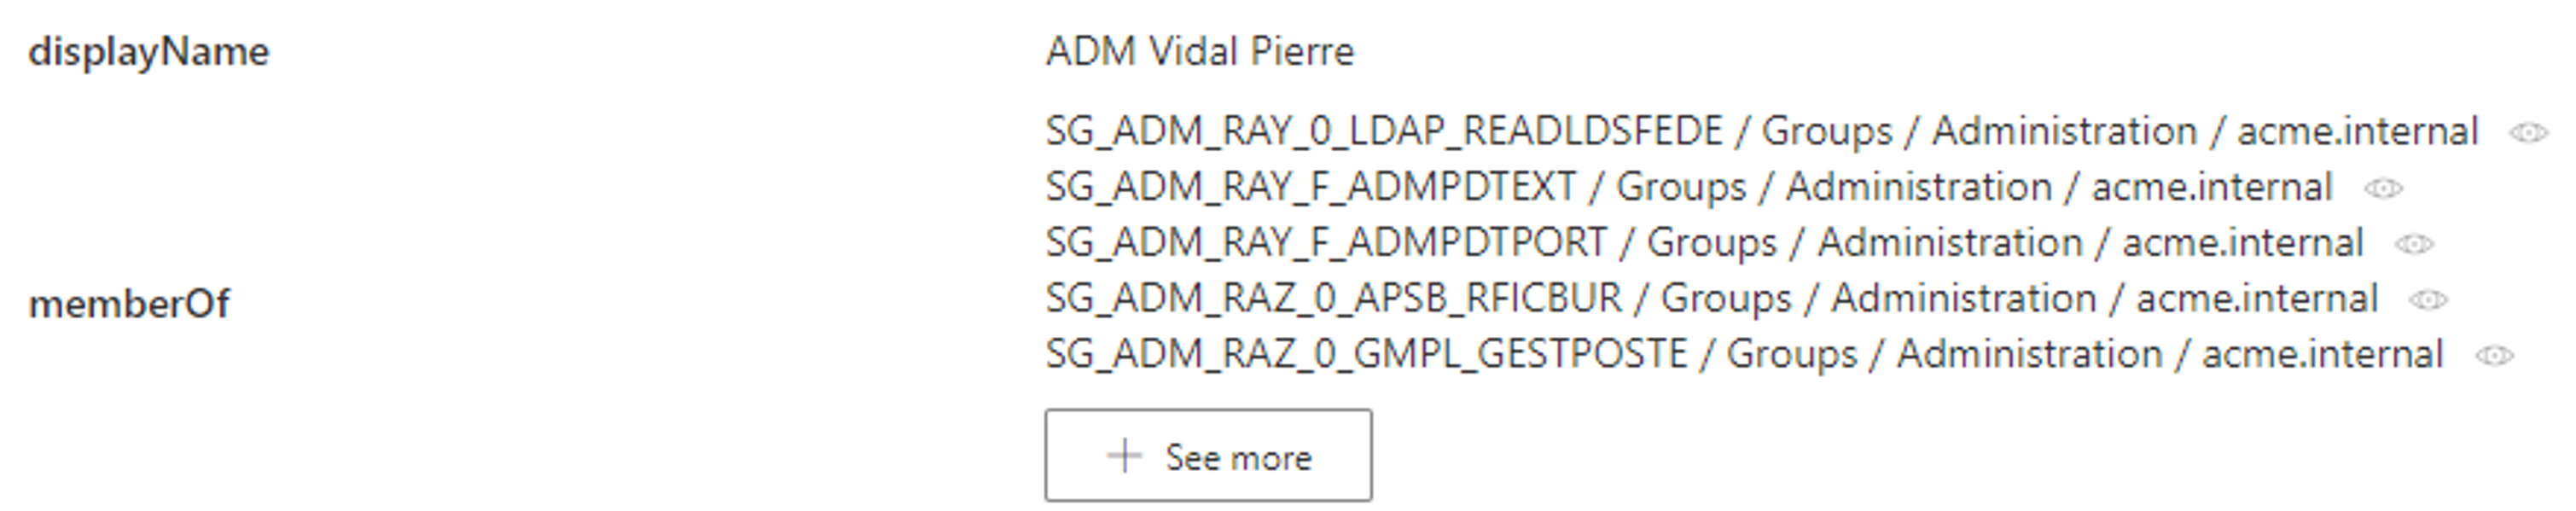 displayName
ADM Vidal Pierre
memberOf
SG_ADM_RAY_0_LDAP_READLDSFEDE / Groups / Administration / acme.internal
SG_ADM_RAY_F_ADMPDTEXT / Groups / Administration / acme.internal
SG_ADM_RAY_F_ADMPDTPORT / Groups / Administration / acme.internal
SG_ADM_RAZ_0_APSB_RFICBUR / Groups / Administration / acme.internal
SG_ADM_RAZ_0_GMPL_GESTPOSTE / Groups / Administration / acme.internal
See more